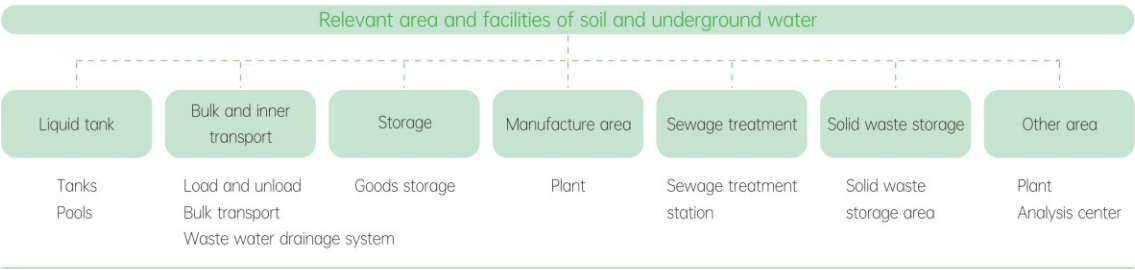 Relevant area and facilities of soil and underground water
Liquid tank
Bulk and inner
transport
Storage
Manufacture area
Sewage treatment
Solid waste storage
Other area
Tanks
Pools
Load and unload
Bulk transport
Waste water drainage system
Goods storage
Plant
Sewage treatment
station
Solid waste
storage area
Plant
Analysis center